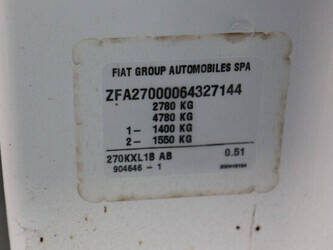 FIAT GROUP AUTOMOBILES SPA
ZFA27000064327144
2780 KG
4780 KG
1- 1400 KG
2- 1550 KG
270KXL1B AB 0.51
904646 - 1